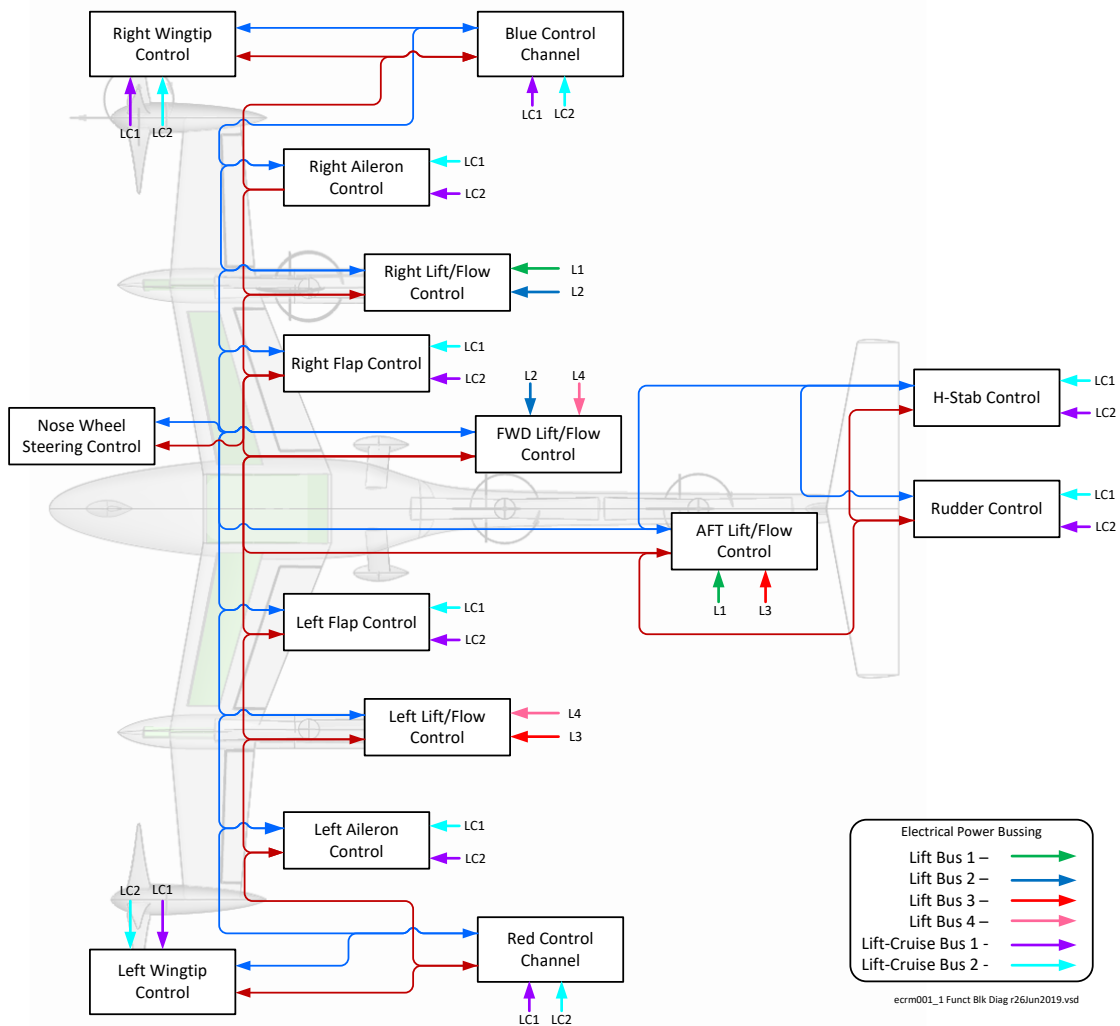 Right Wingtip
Control
Blue Control
Channel
LC1
LC2
LC1
LC2
Right Aileron
Control
LC1
LC2
Right Lift/Flow
Control
L1
L2
Right Flap Control
LC1
LC2
L2
L4
H-Stab Control
LC1
LC2
Nose Wheel
Steering Control
FWD Lift/Flow
Control
Rudder Control
LC1
LC2
AFT Lift/Flow
Control
L1
L3
Left Flap Control
LC1
LC2
Left Lift/Flow
Control
L4
L3
Left Aileron
Control
LC1
LC2
LC2
LC1
Left Wingtip
Control
Red Control
Channel
LC1
LC2
Electrical Power Bussing
Lift Bus 1 –
Lift Bus 2 –
Lift Bus 3 –
Lift Bus 4 –
Lift-Cruise Bus 1 -
Lift-Cruise Bus 2 -
ecrm001_1 Funct Blk Diag r26Jun2019.vsd